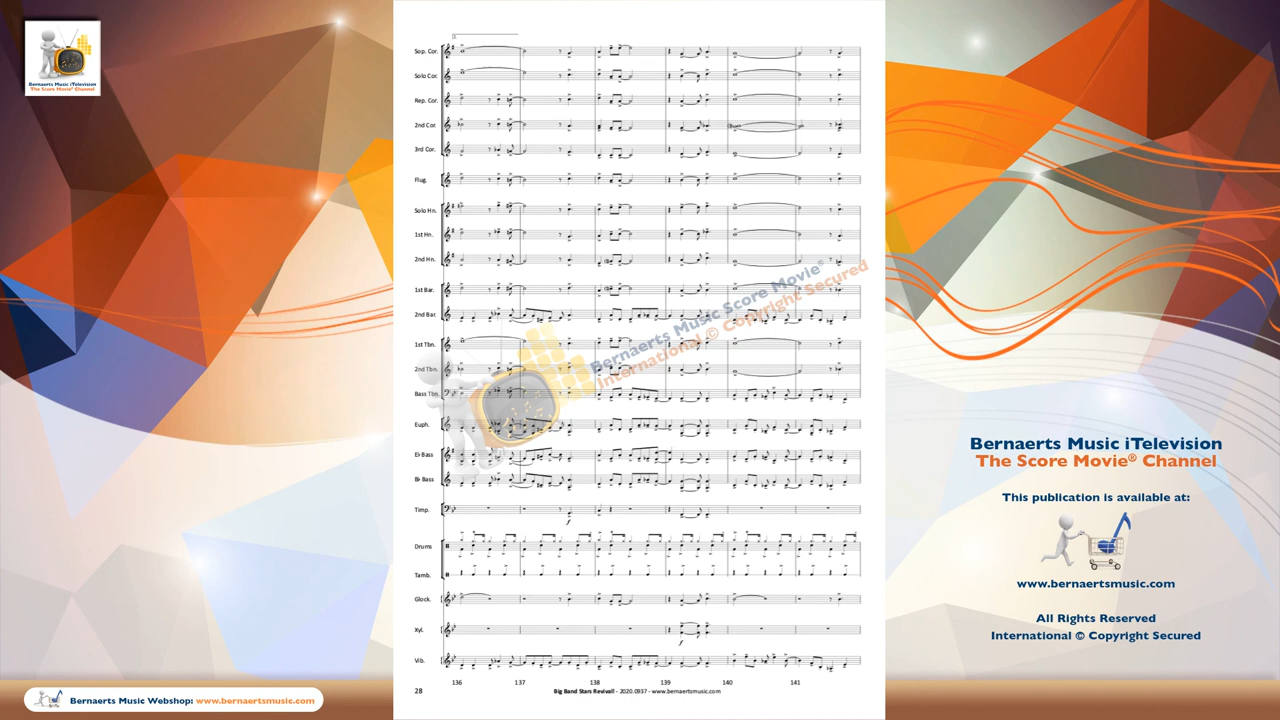 Bernaerts Music iTelevision
The Score Movie® Channel
Sop. Cor.
Solo Cor.
Rep. Cor.
2nd Cor.
3rd Cor.
Flug.
Solo Hn.
1st Hn.
2nd Hn.
1st Bar.
2nd Bar.
1st Tbn.
2nd Tbn.
Bass Tbn.
Euph.
E♭ Bass
B♭ Bass
Timp.
f
Drums
Tamb.
Glock.
Xyl.
f
Vib.
136 137 138 139 140 141
28
Big Band Stars Revival! - 2020.0937 - www.bernaertsmusic.com
Bernaerts Music Score Movie®
International © Copyright Secured
Bernaerts Music iTelevision
The Score Movie® Channel
This publication is available at:
www.bernaertsmusic.com
All Rights Reserved
International © Copyright Secured
Bernaerts Music Webshop: www.bernaertsmusic.com